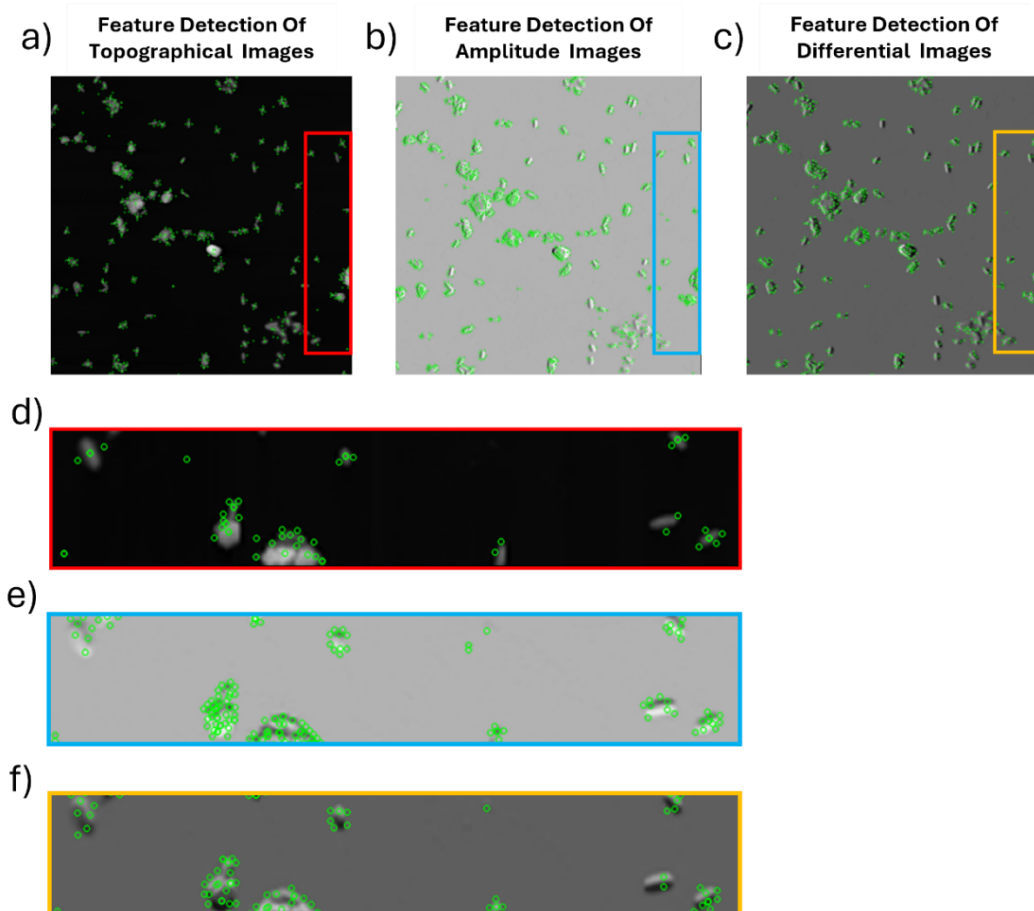 a)
Feature Detection Of
Topographical Images
b)
Feature Detection Of
Amplitude Images
c)
Feature Detection Of
Differential Images
d)
e)
f)